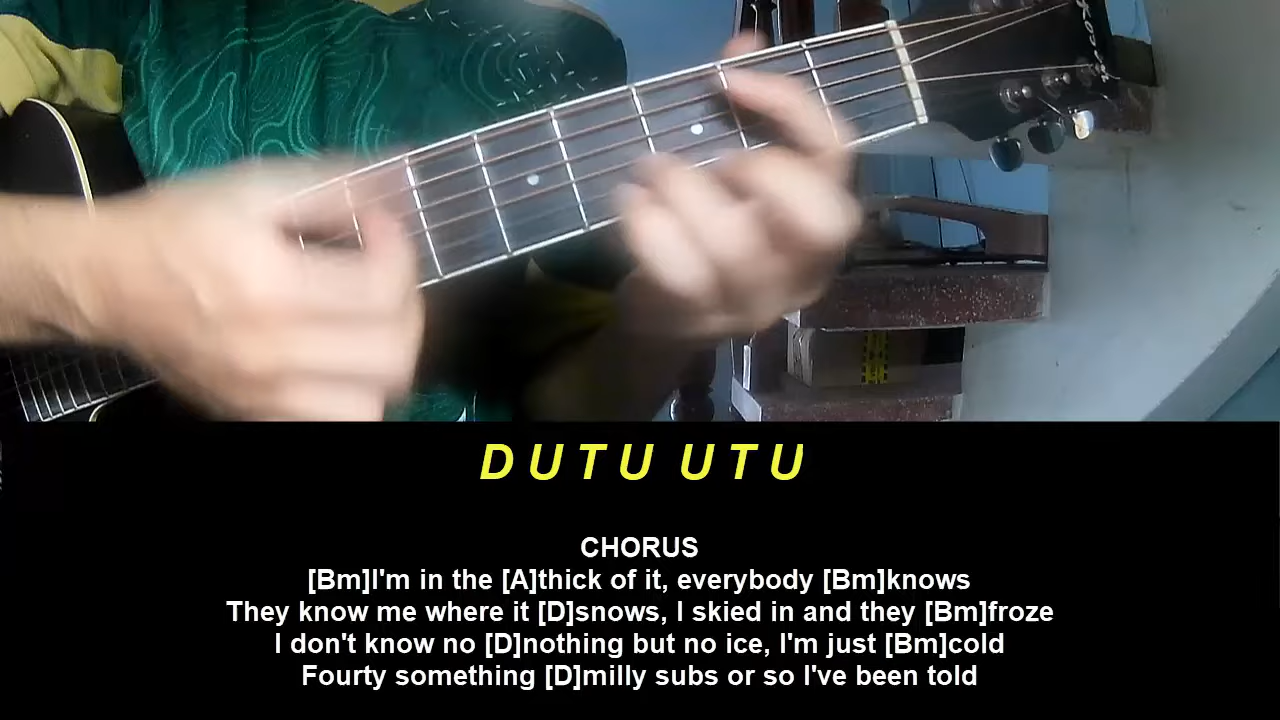 D U T U U T U
CHORUS
[Bm]I'm in the [A]thick of it, everybody [Bm]knows
They know me where it [D]snows, I skied in and they [Bm]froze
I don't know no [D]nothing but no ice, I'm just [Bm]cold
Fourty something [D]milly subs or so I've been told